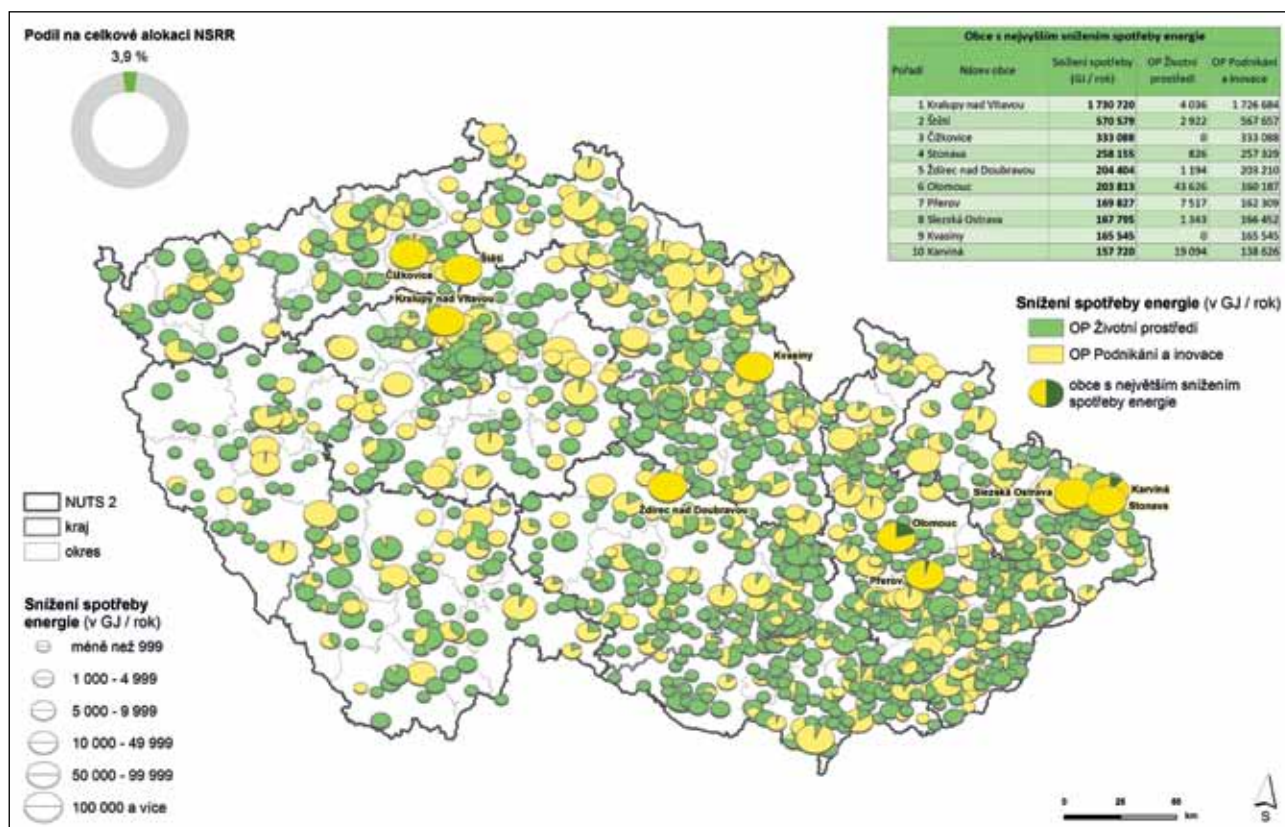 Podíl na celkové alokaci NSRR
3,9 %
Obce s nejvyšším snížením spotřeby energie
Pořadí Název obce Snížení spotřeby (GJ / rok) OP Životní prostředí OP Podnikání a inovace
1 Kralupy nad Vltavou 1 730 720 4 036 1 726 684
2 Štětí 570 579 2 922 567 657
3 Čížkovice 333 088 0 333 088
4 Stonava 258 155 826 257 329
5 Ždírec nad Doubravou 204 404 1 194 203 210
6 Olomouc 203 813 43 626 160 187
7 Přerov 169 827 7 517 162 309
8 Slezská Ostrava 167 795 1 343 166 452
9 Kvasiny 165 545 0 165 545
10 Karviná 157 720 19 094 138 626
Snížení spotřeby energie (v GJ / rok)
OP Životní prostředí
OP Podnikání a inovace
obce s největším snížením
spotřeby energie
Štětí
Čížkovice
Kralupy nad Vltavou
Kvasiny
Ždírec nad Doubravou
Slezská Ostrava
Karviná
Stonava
Olomouc
Přerov
NUTS 2
kraj
okres
Snížení spotřeby
energie (v GJ / rok)
méně než 999
1 000 - 4 999
5 000 - 9 999
10 000 - 49 999
50 000 - 99 999
100 000 a více
0 25
km
S